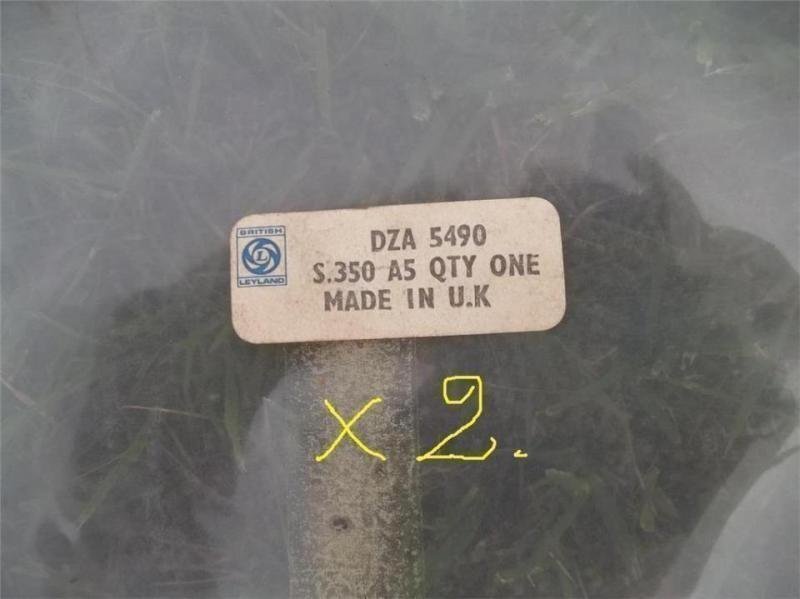 BRITISH
L
LEYLAND
DZA 5490
S.350 A5 QTY ONE
MADE IN U.K
x 2.